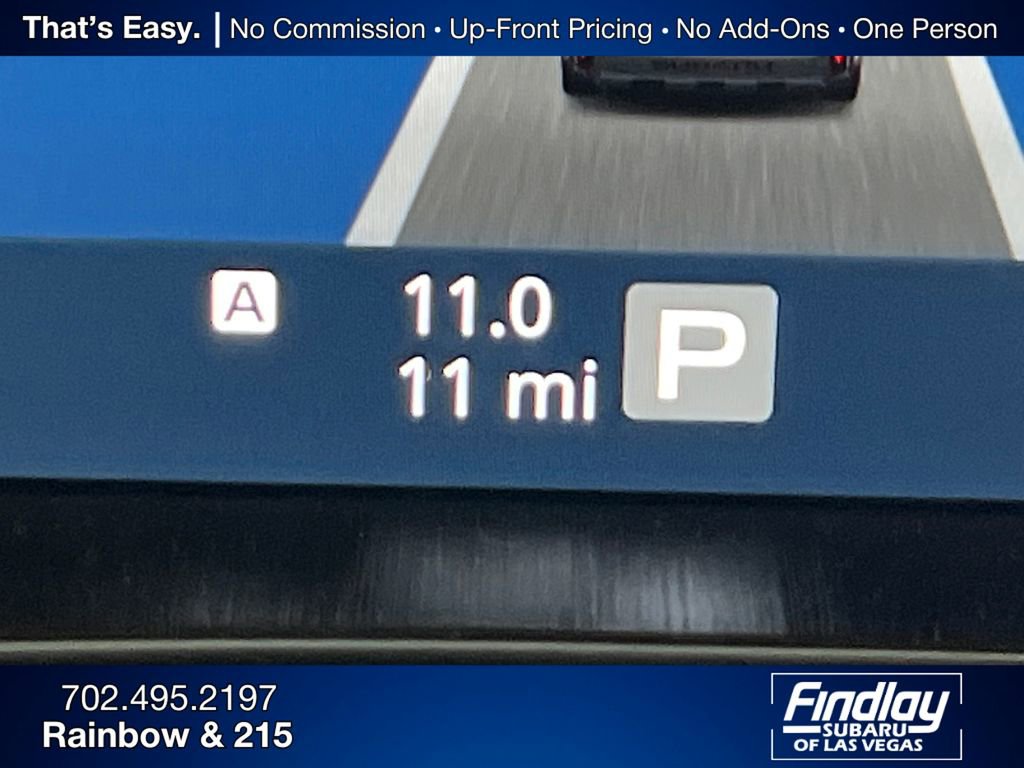 That's Easy. | No Commission • Up-Front Pricing • No Add-Ons • One Person
A
11.0
11 mi
P
702.495.2197
Rainbow & 215
Findlay
SUBARU
OF LAS VEGAS